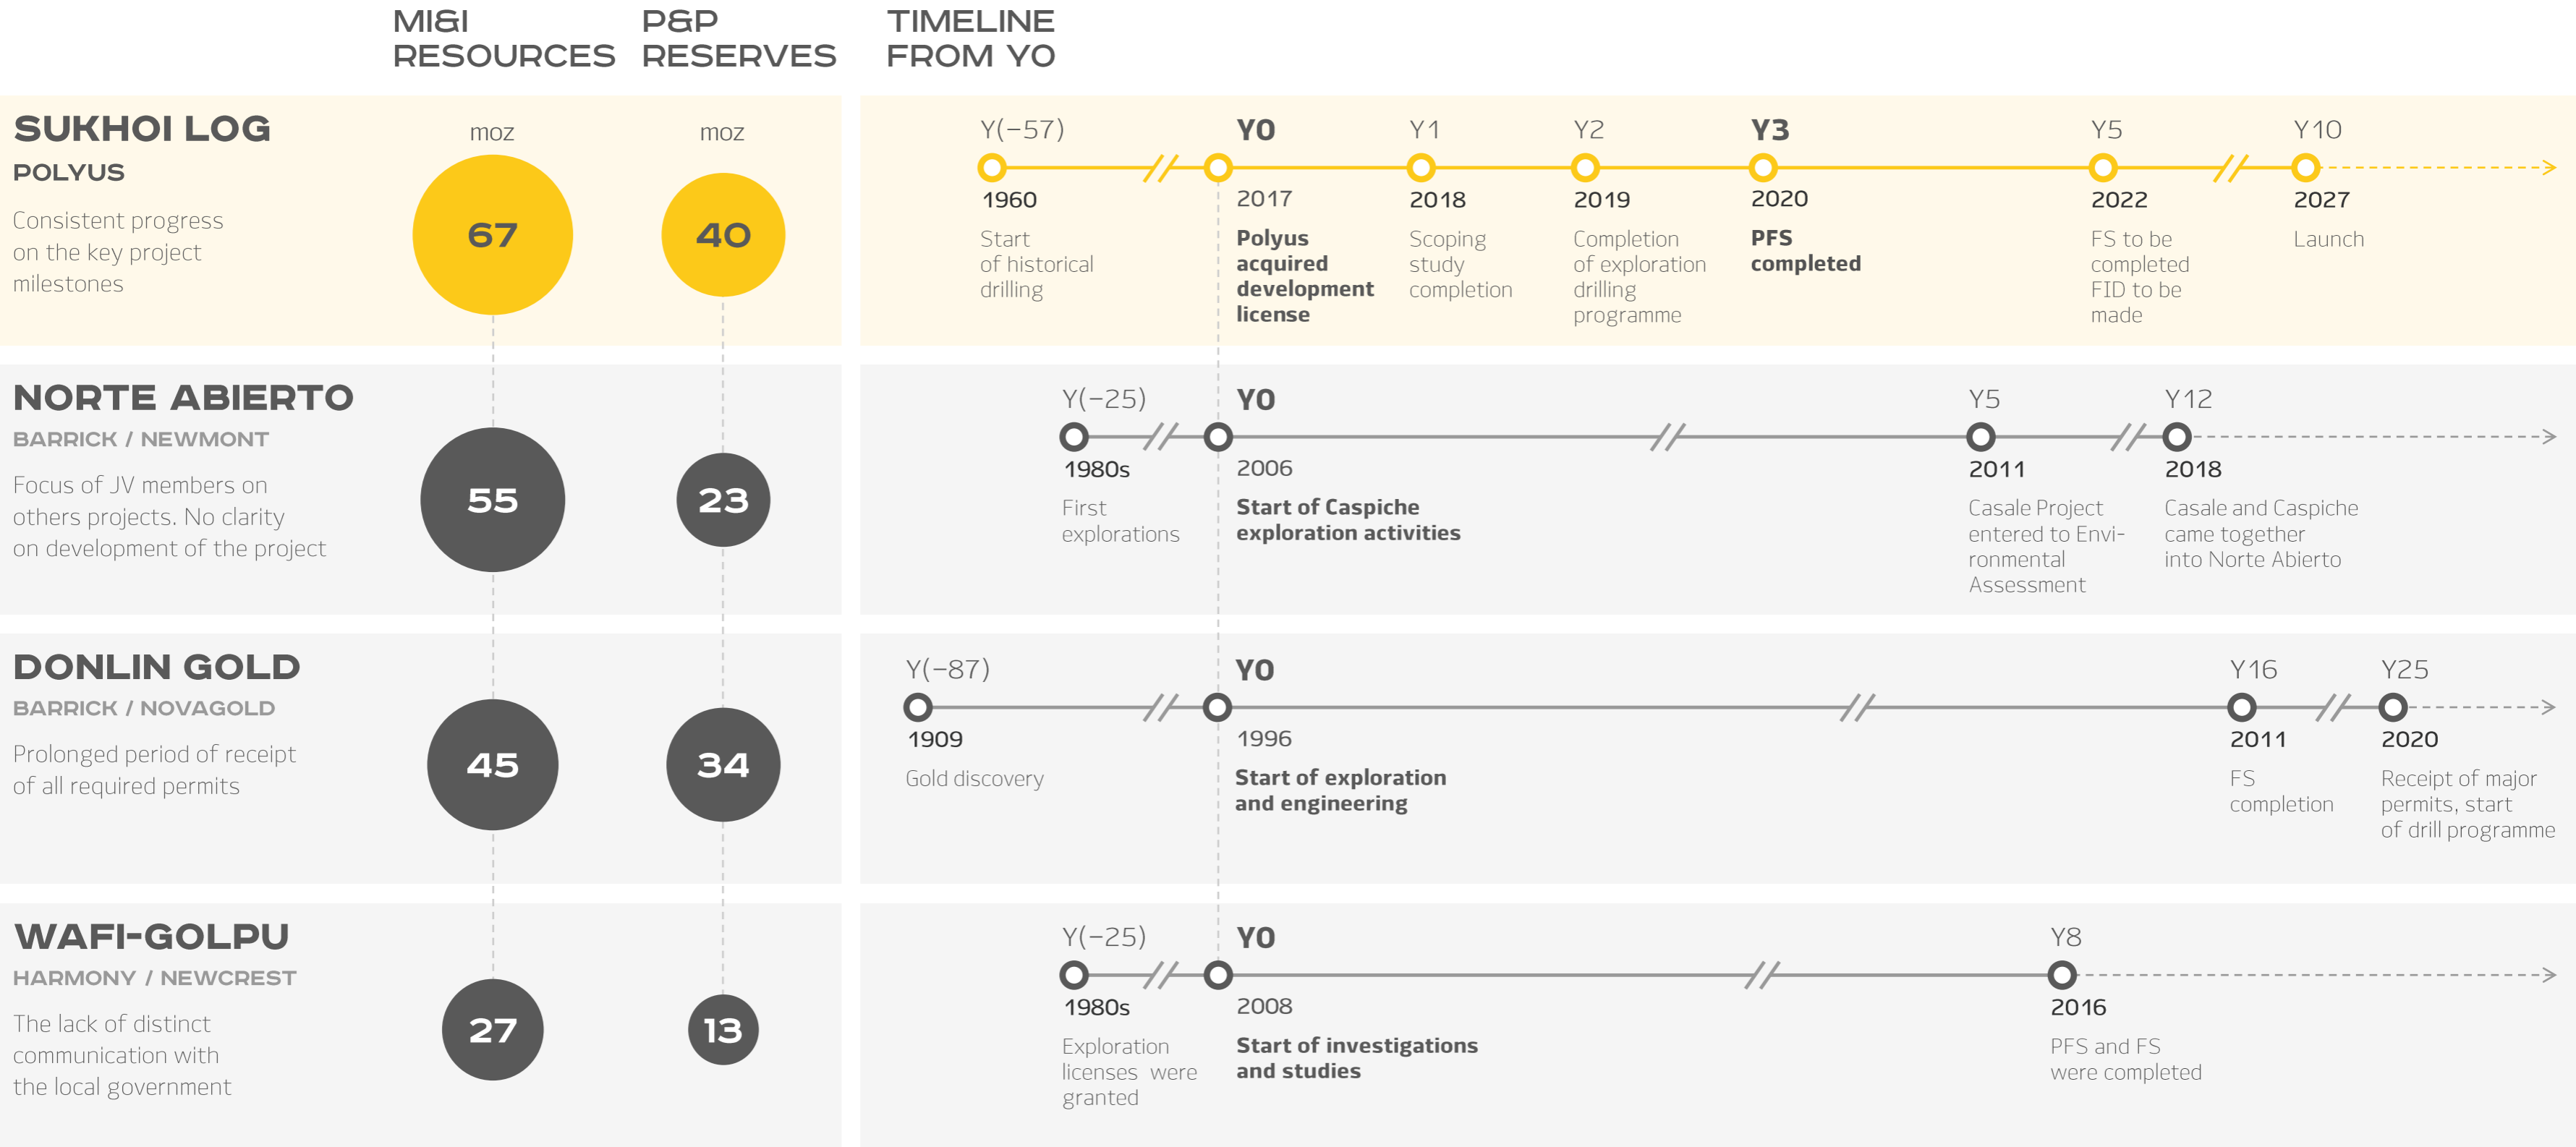 MI&I
RESOURCES
P&P
RESERVES
TIMELINE
FROM YO
SUKHOI LOG
POLYUS
Consistent progress
on the key project
milestones
moz
67
moz
40
Y(–57)
1960
Start
of historical
drilling
Y0
2017
Polyus
acquired
development
license
Y1
2018
Scoping
study
completion
Y2
2019
Completion
of exploration
drilling
programme
Y3
2020
PFS
completed
Y5
2022
FS to be
completed
FID to be
made
Y10
2027
Launch
NORTE ABIERTO
BARRICK / NEWMONT
Focus of JV members on
others projects. No clarity
on development of the project
55
23
Y(–25)
1980s
First
explorations
Y0
2006
Start of Caspiche
exploration activities
Y5
2011
Casale Project
entered to Envi-
ronmental
Assessment
Y12
2018
Casale and Caspiche
came together
into Norte Abierto
DONLIN GOLD
BARRICK / NOVAGOLD
Prolonged period of receipt
of all required permits
45
34
Y(–87)
1909
Gold discovery
Y0
1996
Start of exploration
and engineering
Y16
2011
FS
completion
Y25
2020
Receipt of major
permits, start
of drill programme
WAFI-GOLPU
HARMONY / NEWCREST
The lack of distinct
communication with
the local government
27
13
Y(–25)
1980s
Exploration
licenses were
granted
Y0
2008
Start of investigations
and studies
Y8
2016
PFS and FS
were completed